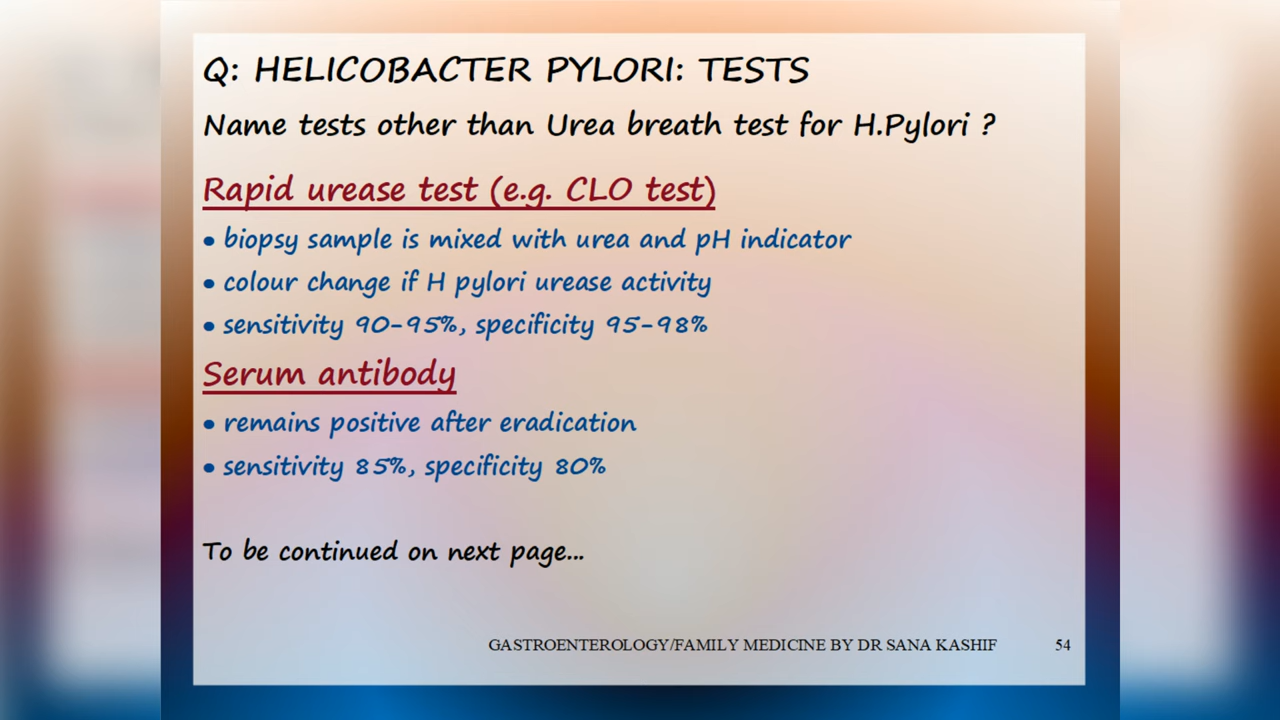 Q: HELICOBACTER PYLORI: TESTS
Name tests other than Urea breath test for H.Pylori ?
Rapid urease test (e.g. CLO test)
• biopsy sample is mixed with urea and pH indicator
• colour change if H pylori urease activity
• sensitivity 90-95%, specificity 95-98%
Serum antibody
• remains positive after eradication
• sensitivity 85%, specificity 80%
To be continued on next page...
GASTROENTEROLOGY/FAMILY MEDICINE BY DR SANA KASHIF 54